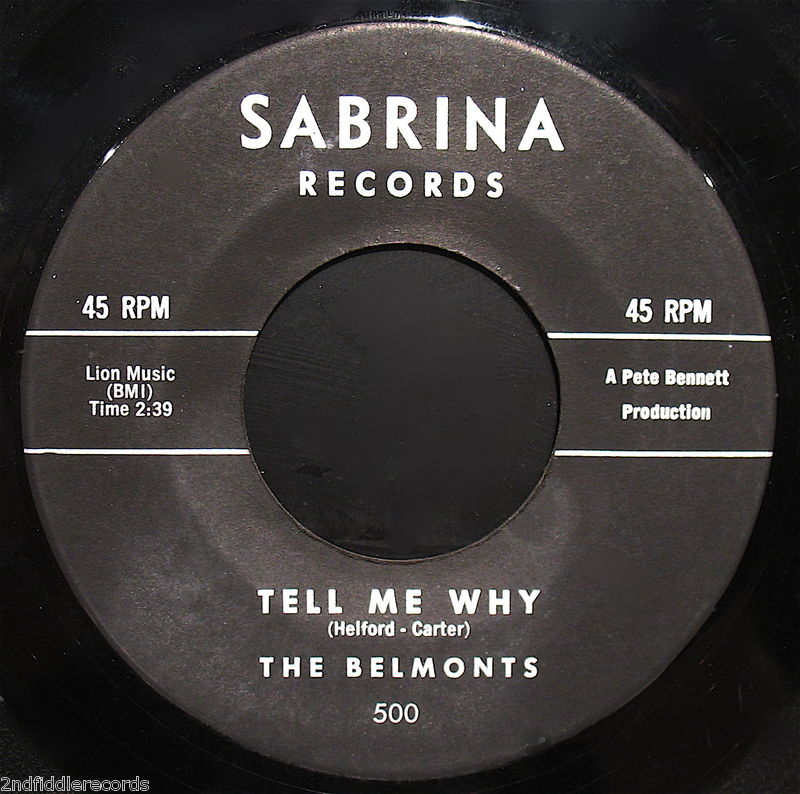 SABRINA
RECORDS
45 RPM
45 RPM
Lion Music
(BMI)
Time 2:39
A Pete Bennett
Production
TELL ME WHY
(Helford - Carter)
THE BELMONTS
500
2ndfiddlerecords